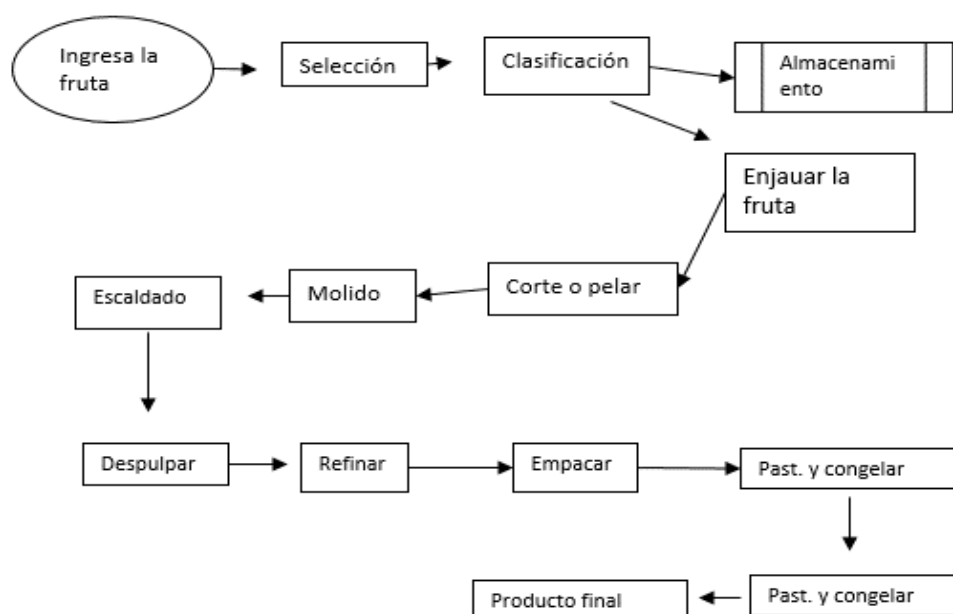 Ingresa la
fruta
Selección
Clasificación
Almacenami
ento
Enjauar la
fruta
Corte o pelar
Molido
Escaldado
Despulpar
Refinar
Empacar
Past. y congelar
Past. y congelar
Producto final